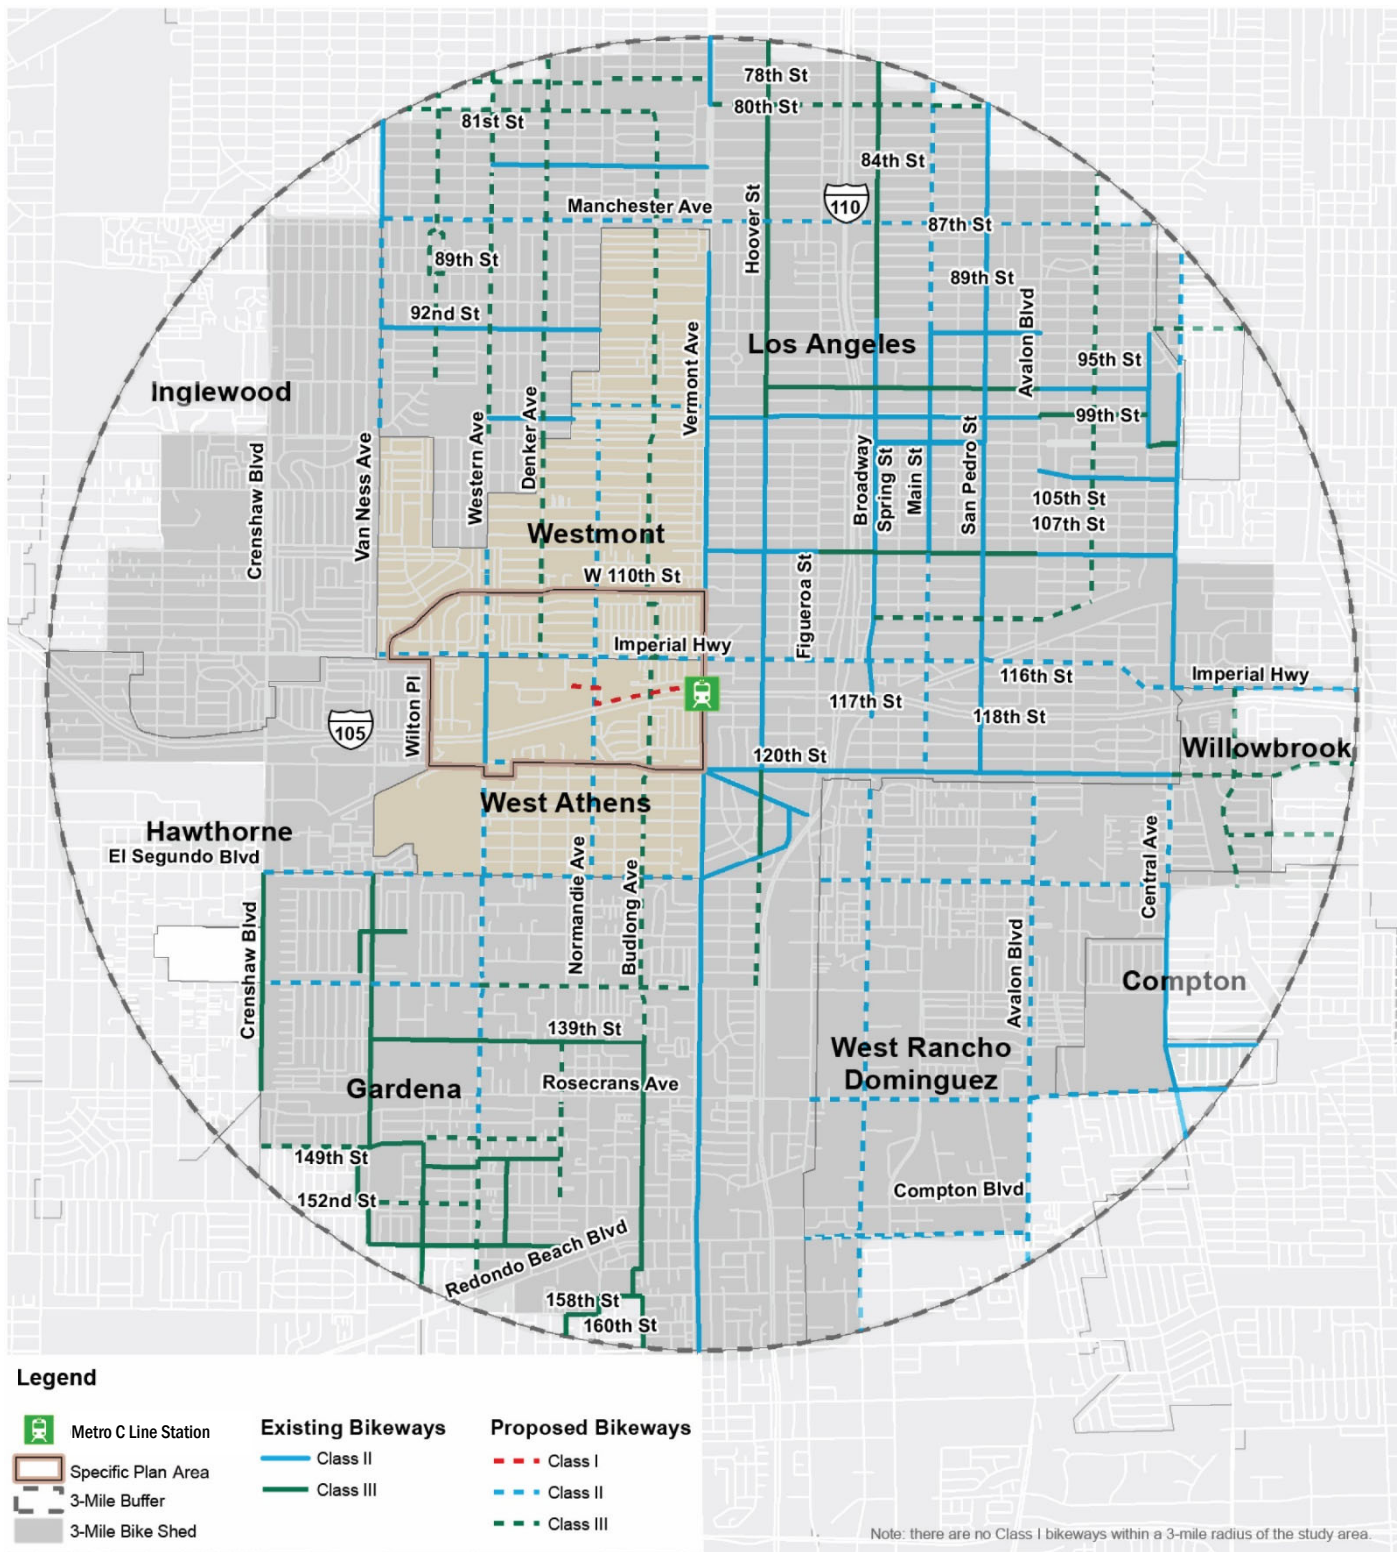 78th St
80th St
81st St
84th St
Hoover St
110
Manchester Ave
87th St
89th St
89th St
92nd St
Avalon Blvd
Vermont Ave
Los Angeles
95th St
Inglewood
99th St
Crenshaw Blvd
Van Ness Ave
Western Ave
Denker Ave
Broadway
Spring St
Main St
San Pedro St
105th St
107th St
Westmont
W 110th St
Figueroa St
Imperial Hwy
116th St
Imperial Hwy
Wilton Pl
117th St
118th St
105
120th St
Willowbrook
West Athens
Hawthorne
El Segundo Blvd
Normandie Ave
Budlong Ave
Central Ave
Crenshaw Blvd
Avalon Blvd
Compton
139th St
West Rancho
Dominguez
Gardena
Rosecrans Ave
149th St
152nd St
Compton Blvd
Redondo Beach Blvd
158th St
160th St
Legend
Metro C Line Station
Specific Plan Area
3-Mile Buffer
3-Mile Bike Shed
Existing Bikeways
Class II
Class III
Proposed Bikeways
Class I
Class II
Class III
Note: there are no Class I bikeways within a 3-mile radius of the study area.